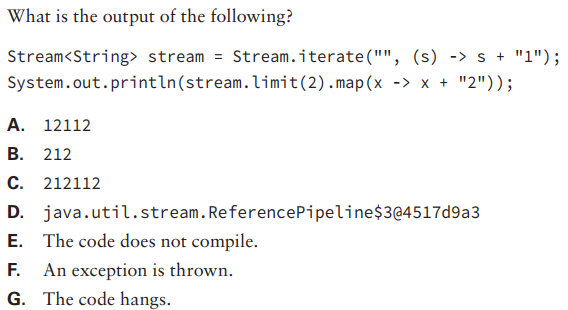 What is the output of the following?
Stream<String> stream = Stream.iterate("", (s) -> s + "1");
System.out.println(stream.limit(2).map(x -> x + "2"));
A. 12112
B. 212
C. 212112
D. java.util.stream.ReferencePipeline$3@4517d9a3
E. The code does not compile.
F. An exception is thrown.
G. The code hangs.